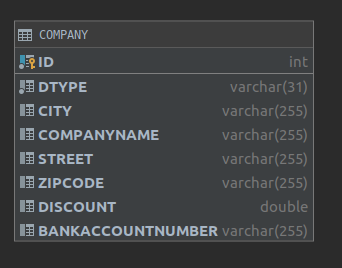 COMPANY
ID int
DTYPE varchar(31)
CITY varchar(255)
COMPANYNAME varchar(255)
STREET varchar(255)
ZIPCODE varchar(255)
DISCOUNT double
BANKACCOUNTNUMBER varchar(255)